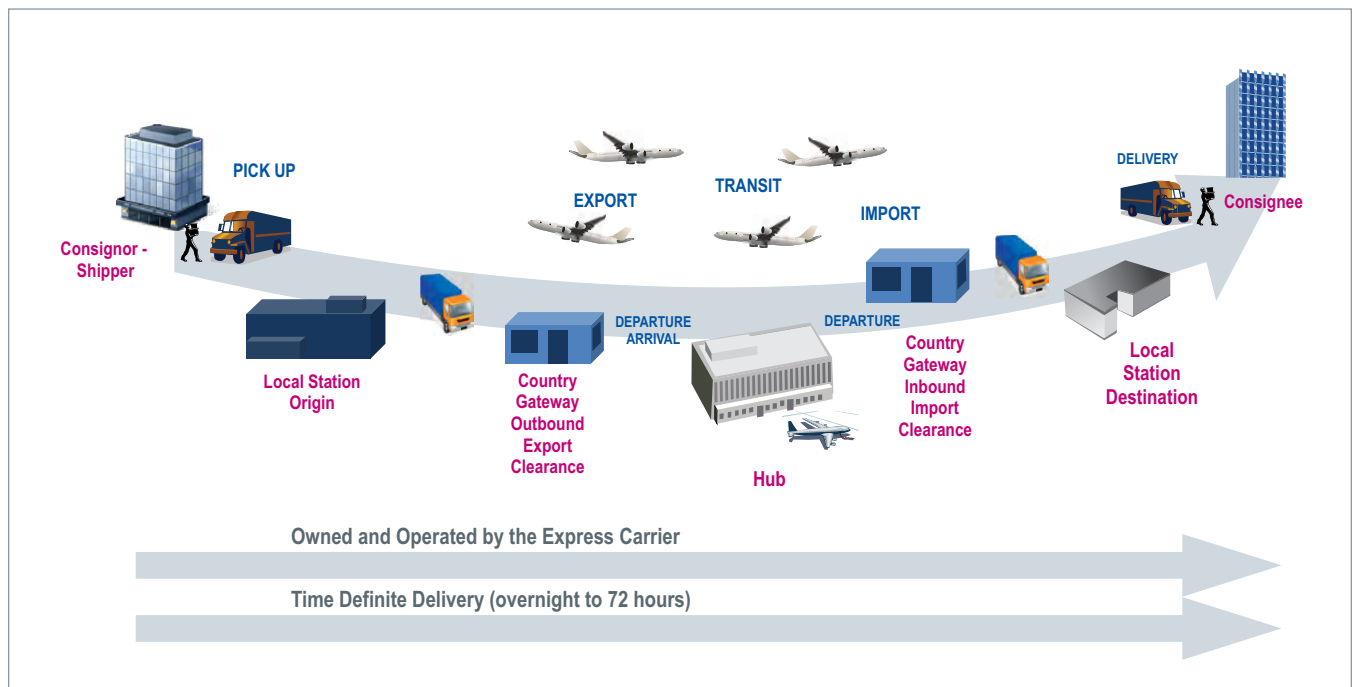 PICK UP
Consignor -
Shipper
Local Station
Origin
EXPORT
Country
Gateway
Outbound
Export
Clearance
DEPARTURE
ARRIVAL
TRANSIT
Hub
DEPARTURE
IMPORT
Country
Gateway
Inbound
Import
Clearance
Local
Station
Destination
DELIVERY
Consignee
Owned and Operated by the Express Carrier
Time Definite Delivery (overnight to 72 hours)